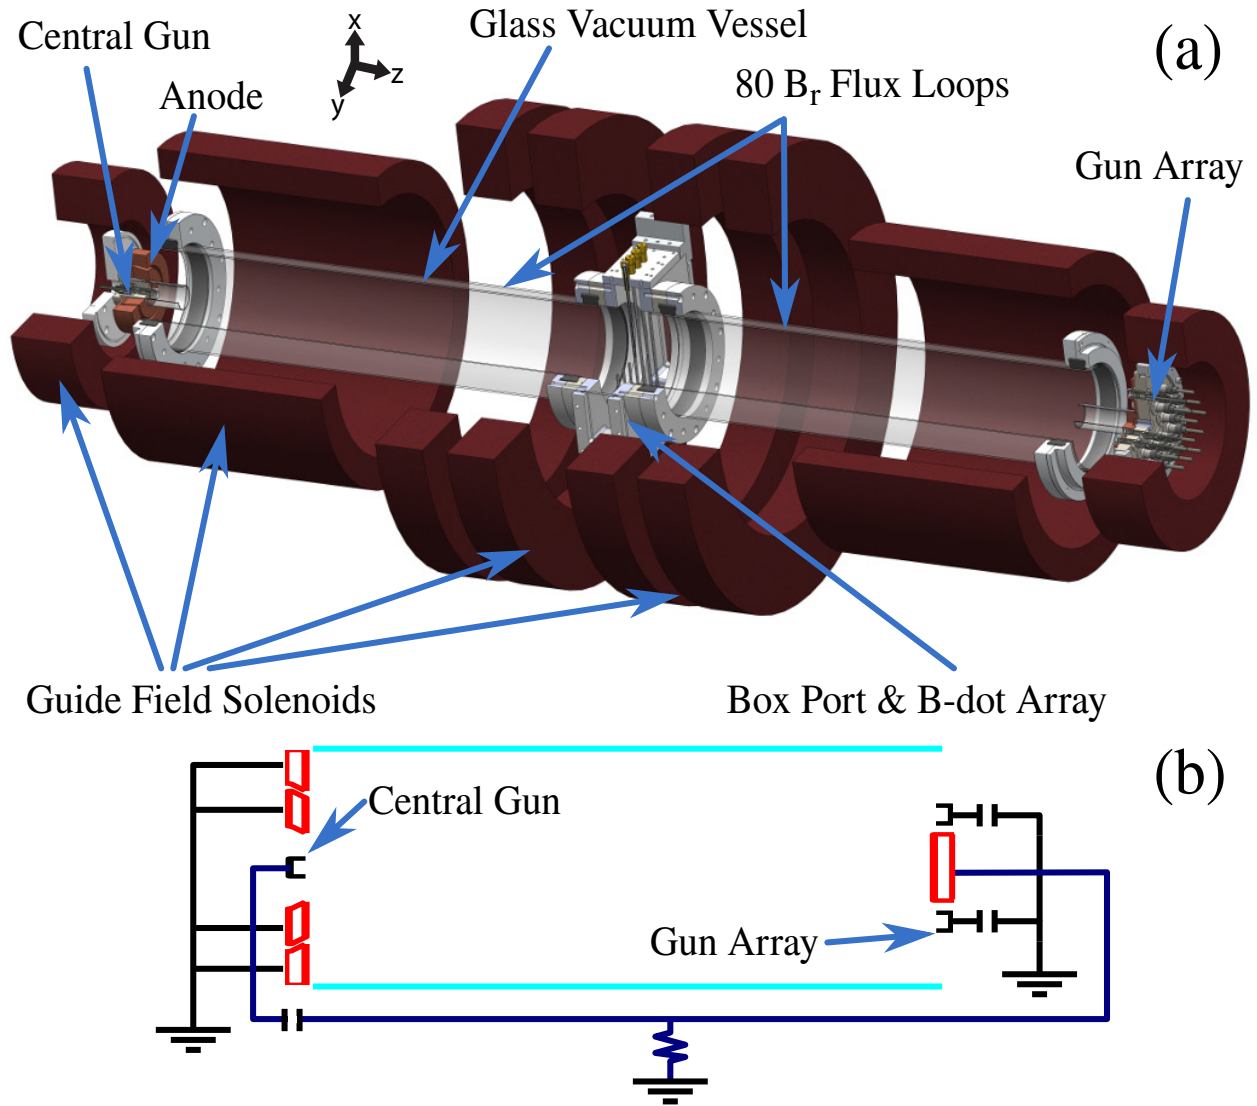 Central Gun
Anode
x
z
y
Glass Vacuum Vessel
80 Br Flux Loops
(a)
Gun Array
Guide Field Solenoids
Box Port & B-dot Array
(b)
Central Gun
Gun Array